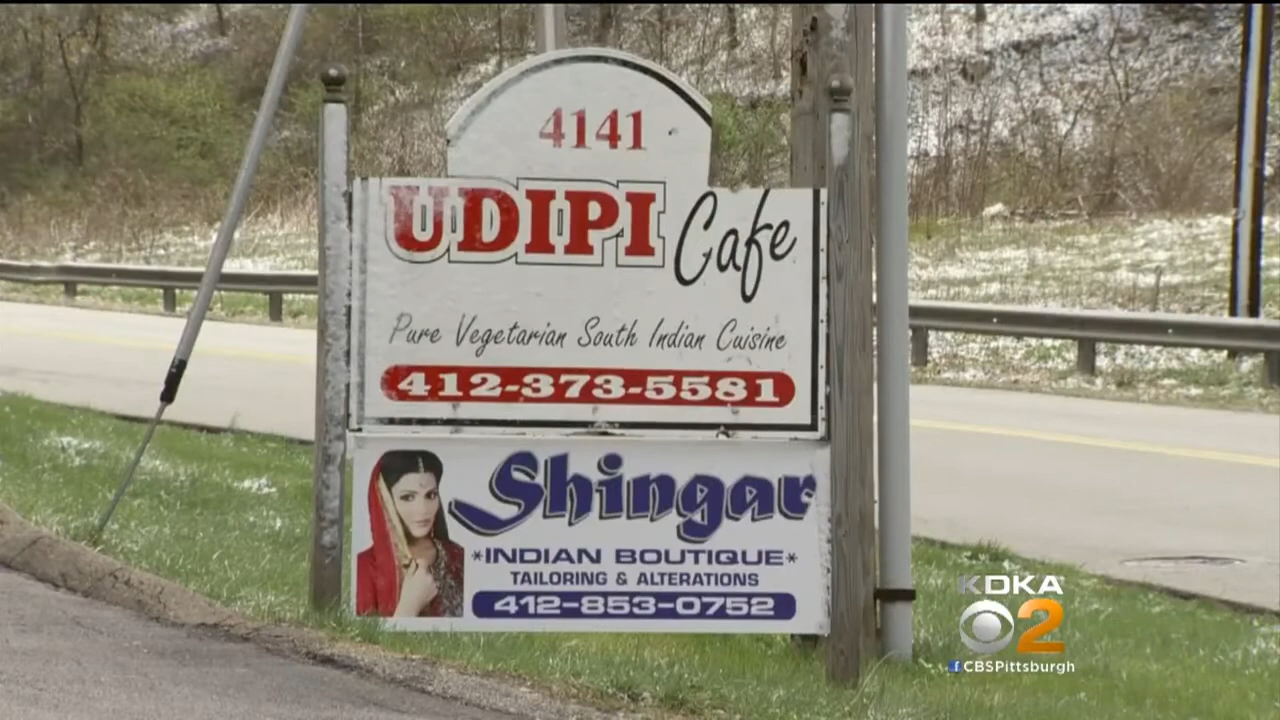 4141
UDIPI Cafe
Pure Vegetarian South Indian Cuisine
412-373-5581
Shingar
*INDIAN BOUTIQUE*
TAILORING & ALTERATIONS
412-853-0752
KDKA
2
f CBSPittsburgh